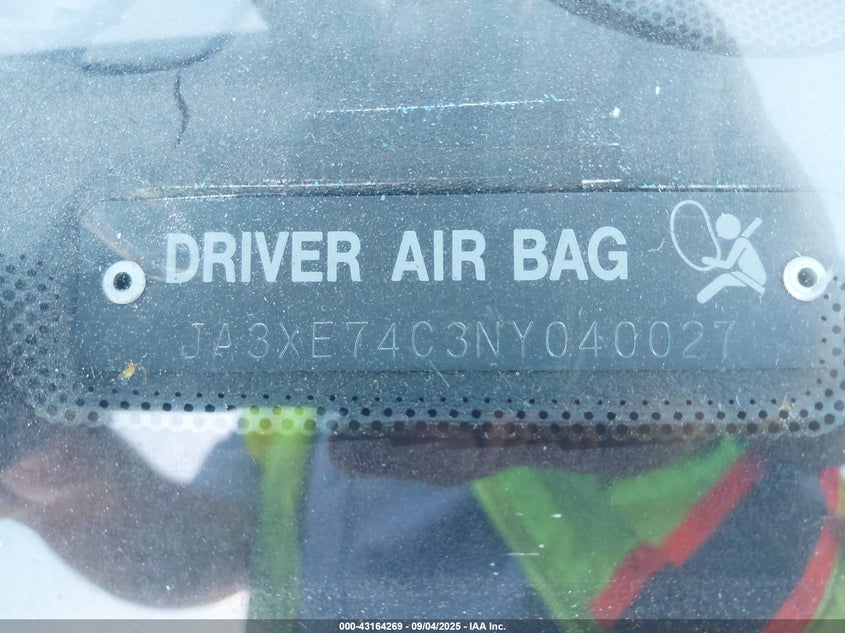 DRIVER AIR BAG
JA3XE74C3NY040027
000-43164269 - 09/04/2025 - IAA Inc.